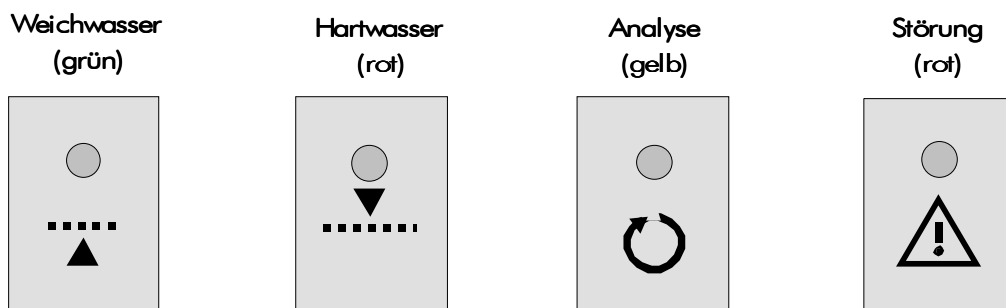 Weichwasser
(grün)
Hartwasser
(rot)
Analyse
(gelb)
Störung
(rot)